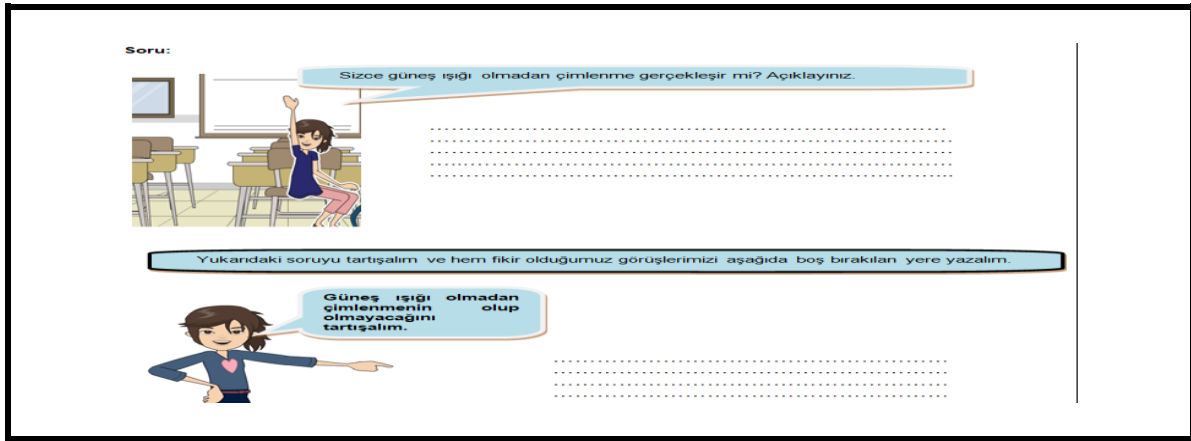 Soru:
Sizce güneş ışığı olmadan çimlenme gerçekleşir mi? Açıklayınız.
Yukarıdaki soruyu tartışalım ve hem fikir olduğumuz görüşlerimizi aşağıda boş bırakılan yere yazalım.
Güneş ışığı olmadan
çimlenmenin olup
olmayacağını
tartışalım.